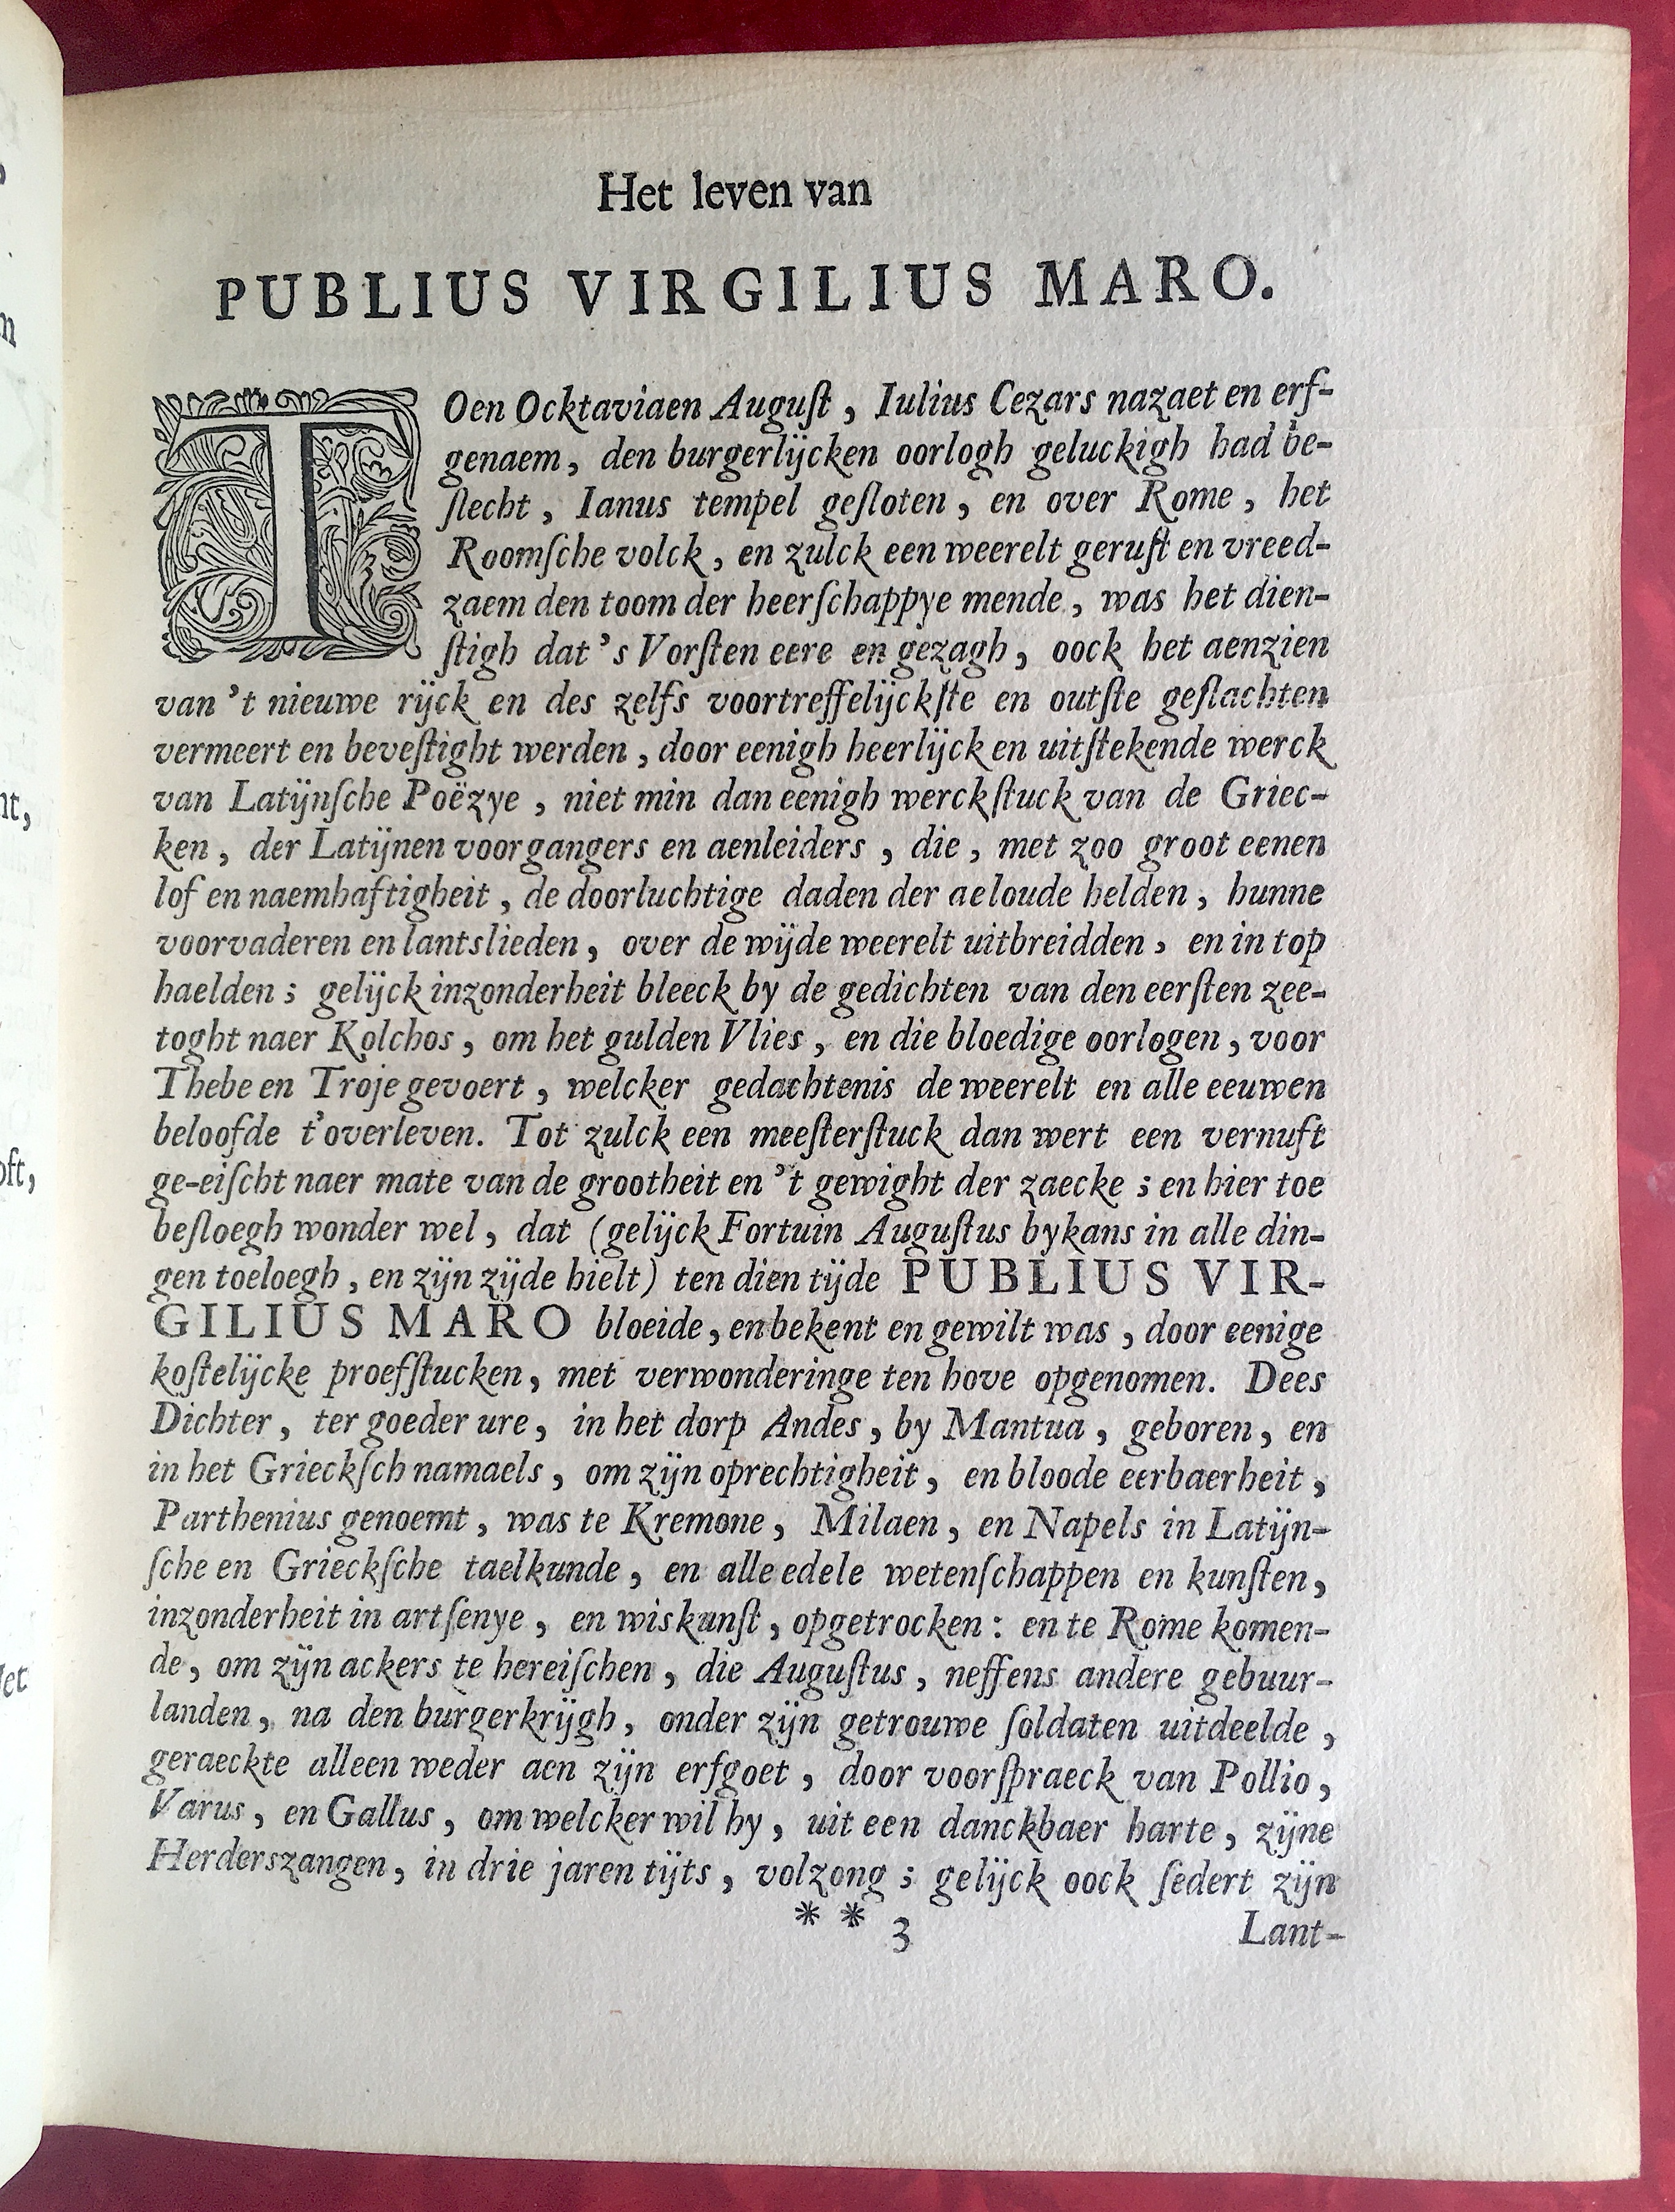 Het leven van
PUBLIUS VIRGILIUS MARO.
TOen Ocktaviaen Auguſt, Iulius Cezars nazaet en erf-
genaem, den burgerlijcken oorlogh geluckigh had be-
ſlecht, Ianus tempel geſloten, en over Rome, het
Roomſche volck, en zulck een weerelt geruſt en vreed-
zaem den toom der heerſchappye mende, was het dien-
ſtigh dat 's Vorſten eere en gezagh, oock het aenzien
van 't nieuwe rijck en des zelfs voortreffelijckſte en outſte geſlachten
vermeert en beveſtight werden, door eenigh heerlijck en uitſtekende werck
van Latijnſche Poëzye, niet min dan eenigh werckſtuck van de Griec-
ken, der Latijnen voorgangers en aenleiders, die, met zoo groot eenen
lof en naemhaftigheit, de doorluchtige daden der aeloude helden, hunne
voorvaderen en lantslieden, over de wijde weerelt uitbreidden, en in top
haelden; gelijck inzonderheit bleeck by de gedichten van den eerſten zee-
toght naer Kolchos, om het gulden Vlies, en die bloedige oorlogen, voor
Thebe en Troje gevoert, welcker gedachtenis de weerelt en alle eeuwen
beloofde t'overleven. Tot zulck een meeſterſtuck dan wert een vernuft
ge-eiſcht naer mate van de grootheit en 't gewight der zaecke; en hier toe
beſloegh wonder wel, dat (gelijck Fortuin Auguſtus bykans in alle din-
gen toeloegh, en zijn zijde hielt) ten dien tijde PUBLIUS VIR-
GILIUS MARO bloeide, en bekent en gewilt was, door eenige
koſtelijcke proefſtucken, met verwonderinge ten hove opgenomen. Dees
Dichter, ter goeder ure, in het dorp Andes, by Mantua, geboren, en
in het Grieckſch namaels, om zijn oprechtigheit, en bloode eerbaerheit,
Parthenius genoemt, was te Kremone, Milaen, en Napels in Latijn-
ſche en Grieckſche taelkunde, en alle edele wetenſchappen en kunſten,
inzonderheit in artſenye, en wiskunſt, opgetrocken: en te Rome komen-
de, om zijn ackers te hereiſchen, die Auguſtus, neffens andere gebuur-
landen, na den burgerkrijgh, onder zijn getrouwe ſoldaten uitdeelde,
geraeckte alleen weder aen zijn erfgoet, door voorſpraeck van Pollio,
Varus, en Gallus, om welcker wil hy, uit een danckbaer harte, zijne
Herderszangen, in drie jaren tijts, volzong; gelijck oock ſedert zijn
* * 3
Lant-